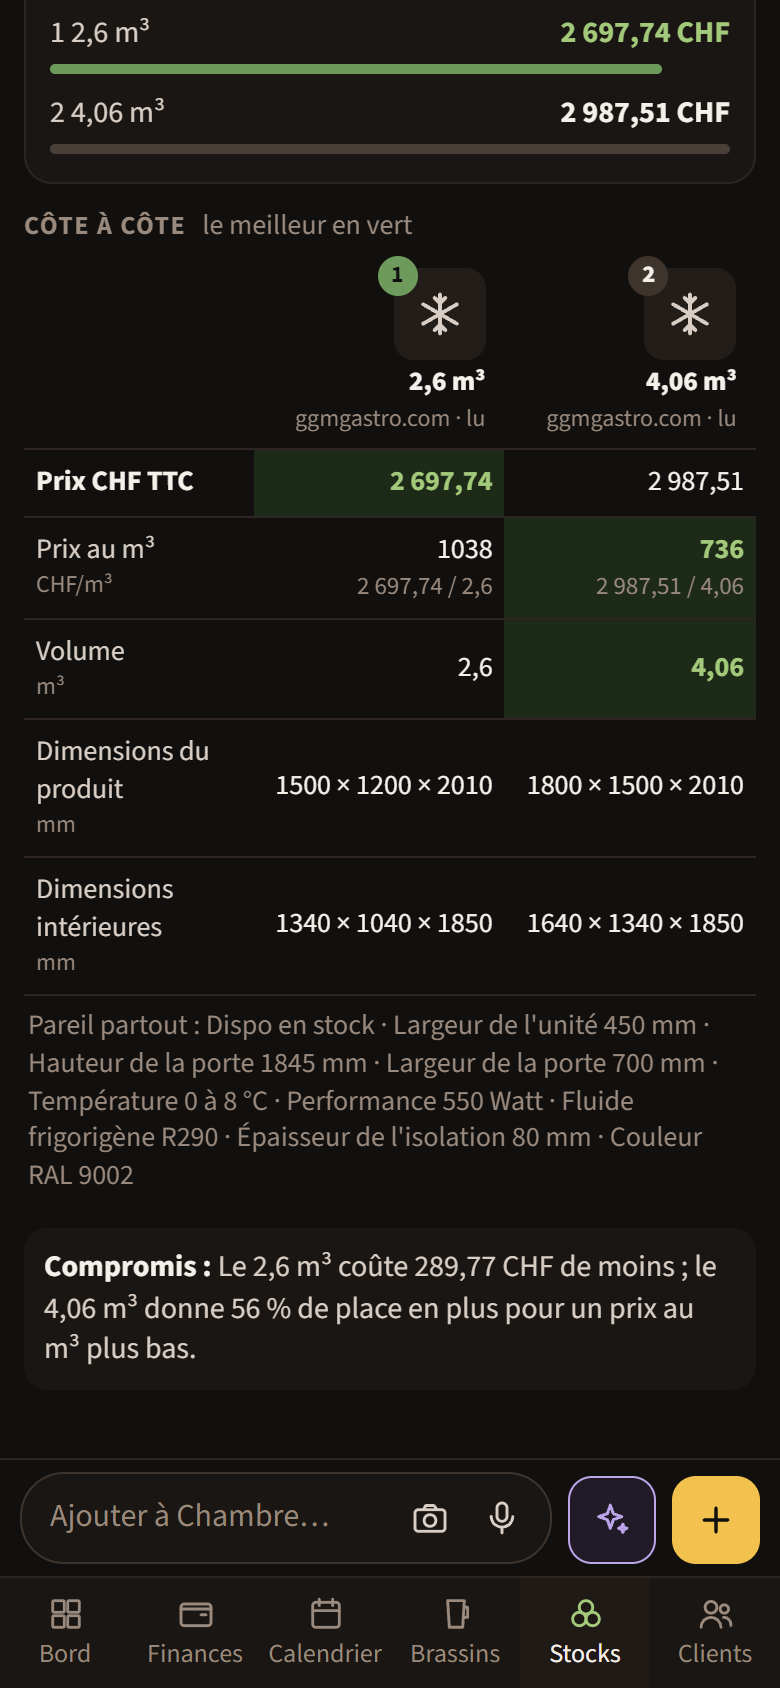 1 2,6 m³ 2 697,74 CHF
2 4,06 m³ 2 987,51 CHF
CÔTE À CÔTE le meilleur en vert
1 2
2,6 m³ 4,06 m³
ggmgastro.com · lu ggmgastro.com · lu
Prix CHF TTC 2 697,74 2 987,51
Prix au m³ 1038 736
CHF/m³ 2 697,74 / 2,6 2 987,51 / 4,06
Volume
m³ 2,6 4,06
Dimensions du
produit 1500 × 1200 × 2010 1800 × 1500 × 2010
mm
Dimensions
intérieures 1340 × 1040 × 1850 1640 × 1340 × 1850
mm
Pareil partout : Dispo en stock · Largeur de l'unité 450 mm ·
Hauteur de la porte 1845 mm · Largeur de la porte 700 mm ·
Température 0 à 8 °C · Performance 550 Watt · Fluide
frigorigène R290 · Épaisseur de l'isolation 80 mm · Couleur
RAL 9002
Compromis : Le 2,6 m³ coûte 289,77 CHF de moins ; le
4,06 m³ donne 56 % de place en plus pour un prix au
m³ plus bas.
Ajouter à Chambre…
Bord Finances Calendrier Brassins Stocks Clients